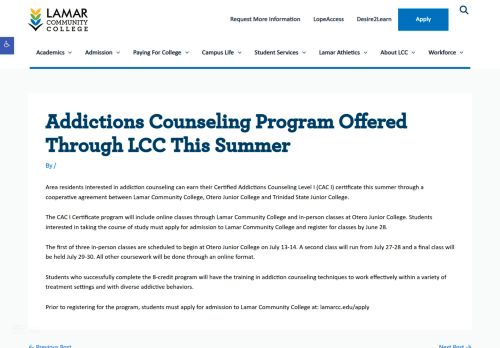 LAMAR
COMMUNITY
COLLEGE
Request More Information LopeAccess Desire2Learn Apply
Academics Admission Paying For College Campus Life Student Services Lamar Athletics About LCC Workforce
Addictions Counseling Program Offered
Through LCC This Summer
By /
Area residents interested in addiction counseling can earn their Certified Addictions Counseling Level I (CAC I) certificate this summer through a
cooperative agreement between Lamar Community College, Otero Junior College and Trinidad State Junior College.
The CAC I Certificate program will include online classes through Lamar Community College and in-person classes at Otero Junior College. Students
interested in taking the course of study must apply for admission to Lamar Community College and register for classes by June 28.
The first of three in-person classes are scheduled to begin at Otero Junior College on July 13-14. A second class will run from July 27-28 and a final class will
be held July 29-30. All other coursework will be done through an online format.
Students who successfully complete the 8-credit program will have the training in addiction counseling techniques to work effectively within a variety of
treatment settings and with diverse addictive behaviors.
Prior to registering for the program, students must apply for admission to Lamar Community College at: lamarcc.edu/apply
← Previous Post Next Post →